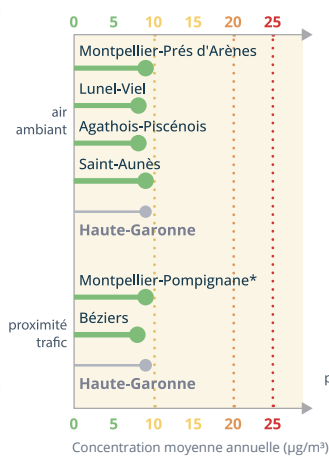 0 5 10 15 20 25
Montpellier-Prés d'Arènes
Lunel-Viel
air
ambiant
Agathois-Piscénois
Saint-Aunès
Haute-Garonne
Montpellier-Pompignane*
proximité
trafic
Béziers
Haute-Garonne
p
0 5 10 15 20 25
Concentration moyenne annuelle (µg/m³)